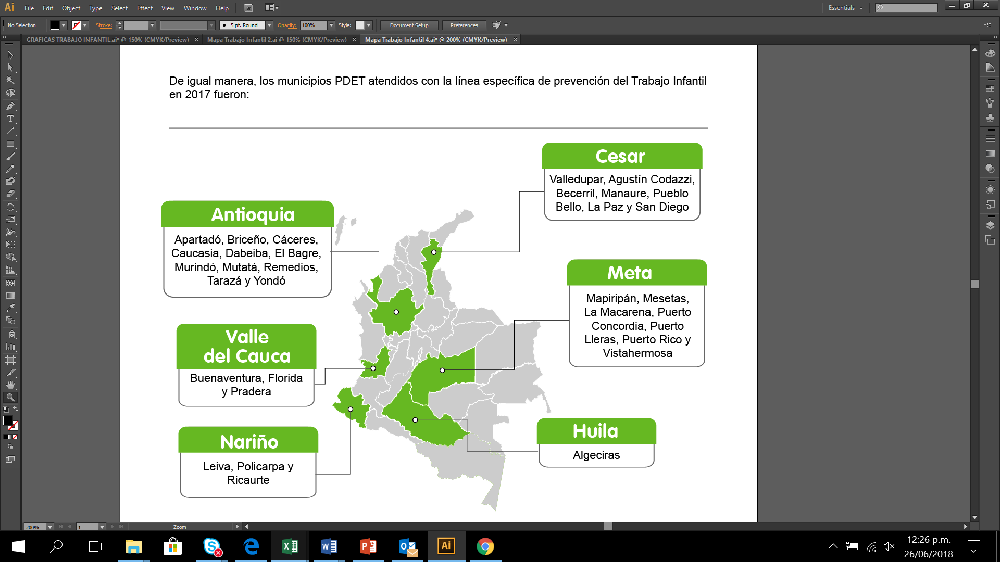 Ai File Edit Object Type Select Effect View Window Help Br Essentials
No Selection Stroke: 5 pt. Round Opacity: 100% Style: Document Setup Preferences
GRAFICAS TRABAJO INFANTIL.ai* @ 150% (CMYK/Preview) × Mapa Trabajo Infantil 2.ai @ 150% (CMYK/Preview) × Mapa Trabajo Infantil 4.ai* @ 200% (CMYK/Preview) ×
De igual manera, los municipios PDET atendidos con la línea específica de prevención del Trabajo Infantil
en 2017 fueron:
Cesar
Valledupar, Agustín Codazzi,
Becerril, Manaure, Pueblo
Bello, La Paz y San Diego
Antioquia
Apartadó, Briceño, Cáceres,
Caucasia, Dabeiba, El Bagre,
Murindó, Mutatá, Remedios,
Tarazá y Yondó
Meta
Mapiripán, Mesetas,
La Macarena, Puerto
Concordia, Puerto
Lleras, Puerto Rico y
Vistahermosa
Valle
del Cauca
Buenaventura, Florida
y Pradera
Nariño
Leiva, Policarpa y
Ricaurte
Huila
Algeciras
200% 1 Zoom
12:26 p.m.
26/06/2018